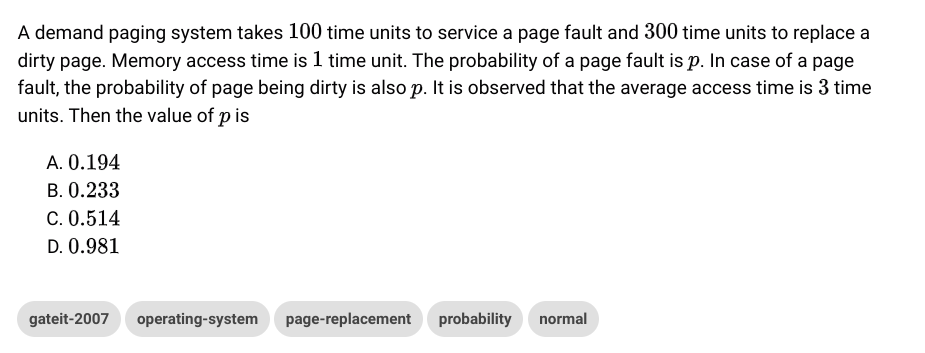 A demand paging system takes 100 time units to service a page fault and 300 time units to replace a
dirty page. Memory access time is 1 time unit. The probability of a page fault is p. In case of a page
fault, the probability of page being dirty is also p. It is observed that the average access time is 3 time
units. Then the value of p is
A. 0.194
B. 0.233
C. 0.514
D. 0.981
gateit-2007 operating-system page-replacement probability normal